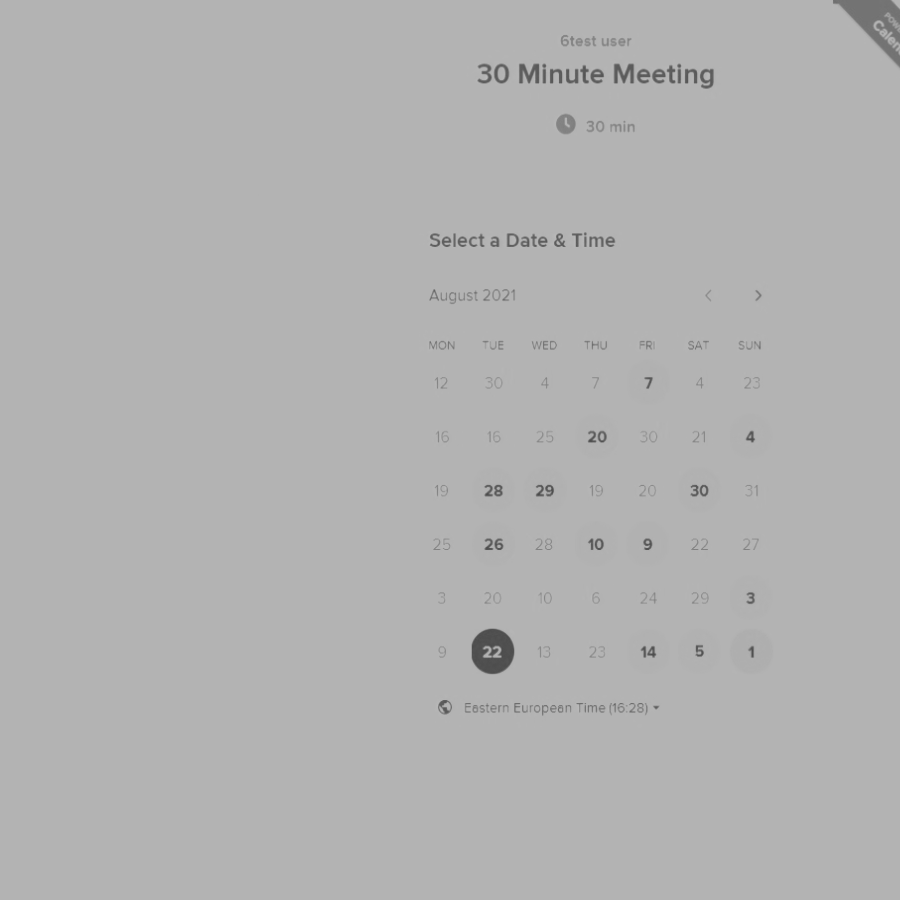 6test user
30 Minute Meeting
30 min
Select a Date & Time
August 2021
MON TUE WED THU FRI SAT SUN
12 30 4 7 7 4 23
16 16 25 20 30 21 4
19 28 29 19 20 30 31
25 26 28 10 9 22 27
3 20 10 6 24 29 3
9 22 13 23 14 5 1
Eastern European Time (16:28)